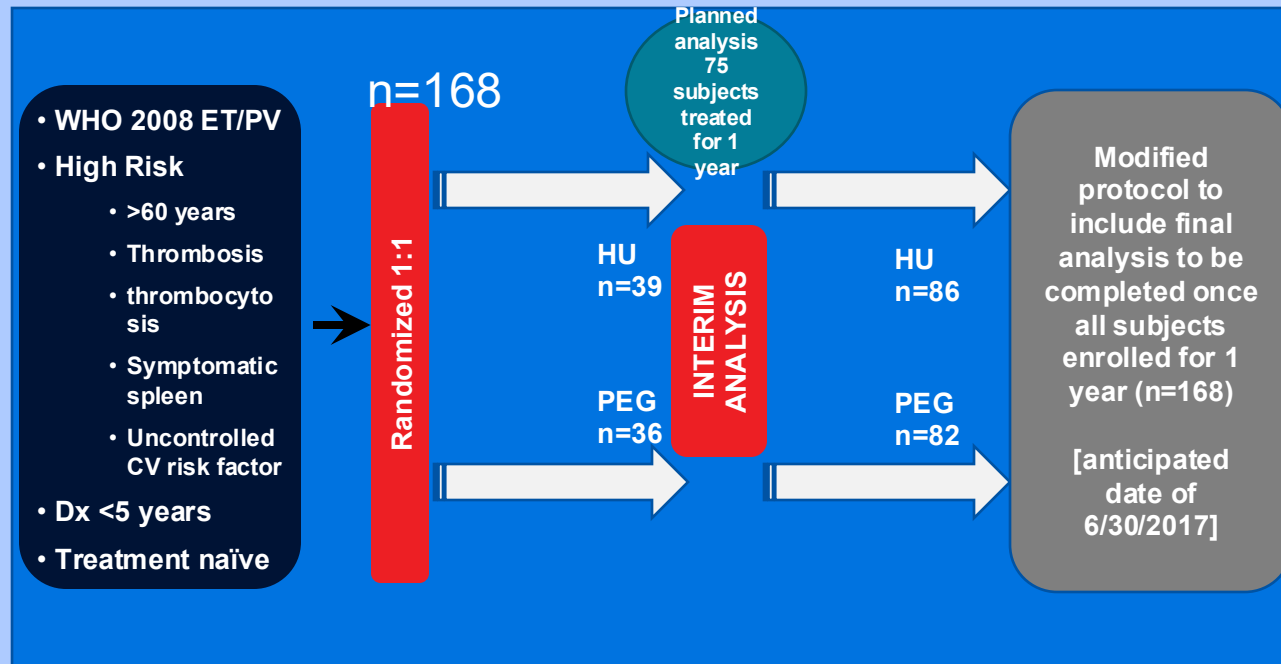 • WHO 2008 ET/PV
• High Risk
• >60 years
• Thrombosis
• thrombocyto
sis
• Symptomatic
spleen
• Uncontrolled
CV risk factor
• Dx <5 years
• Treatment naïve
n=168
Randomized 1:1
Planned
analysis
75
subjects
treated
for 1
year
HU
n=39
PEG
n=36
INTERIM
ANALYSIS
HU
n=86
PEG
n=82
Modified
protocol to
include final
analysis to be
completed once
all subjects
enrolled for 1
year (n=168)
[anticipated
date of
6/30/2017]